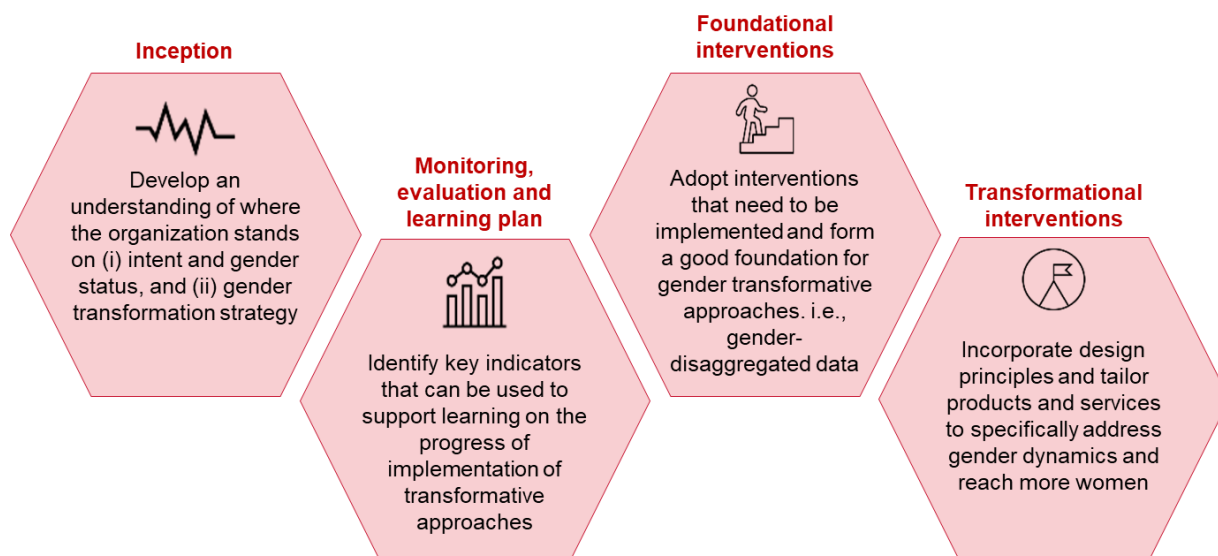 Inception
Develop an
understanding of where
the organization stands
on (i) intent and gender
status, and (ii) gender
transformation strategy
Monitoring,
evaluation and
learning plan
Identify key indicators
that can be used to
support learning on the
progress of
implementation of
transformative
approaches
Foundational
interventions
Adopt interventions
that need to be
implemented and form
a good foundation for
gender transformative
approaches. i.e.,
gender-
disaggregated data
Transformational
interventions
Incorporate design
principles and tailor
products and services
to specifically address
gender dynamics and
reach more women